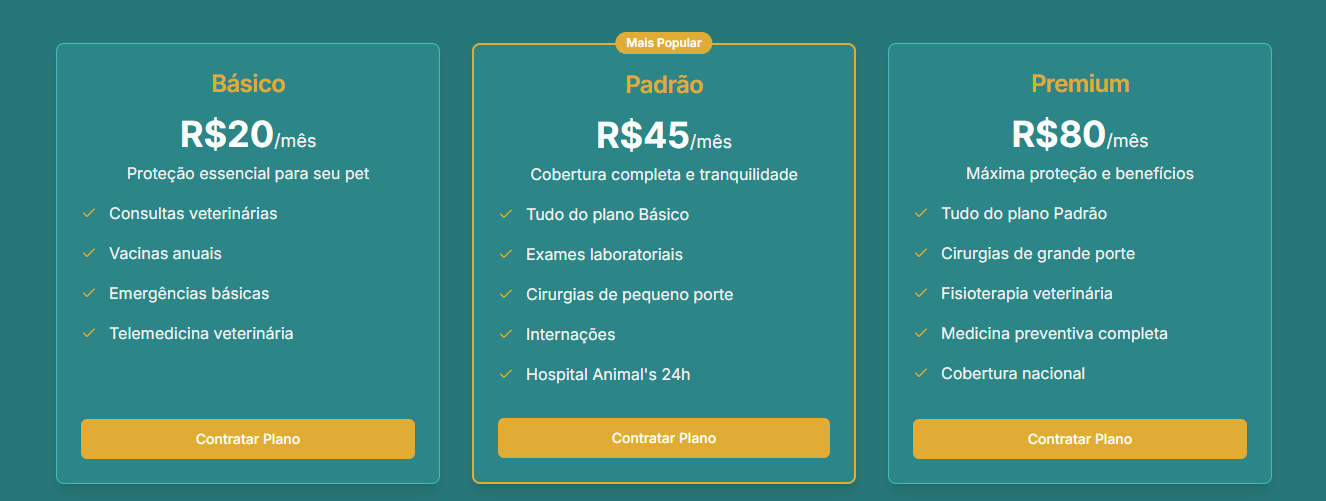 Básico
R$20/mês
Proteção essencial para seu pet
Consultas veterinárias
Vacinas anuais
Emergências básicas
Telemedicina veterinária
Contratar Plano
Mais Popular
Padrão
R$45/mês
Cobertura completa e tranquilidade
Tudo do plano Básico
Exames laboratoriais
Cirurgias de pequeno porte
Internações
Hospital Animal's 24h
Contratar Plano
Premium
R$80/mês
Máxima proteção e benefícios
Tudo do plano Padrão
Cirurgias de grande porte
Fisioterapia veterinária
Medicina preventiva completa
Cobertura nacional
Contratar Plano